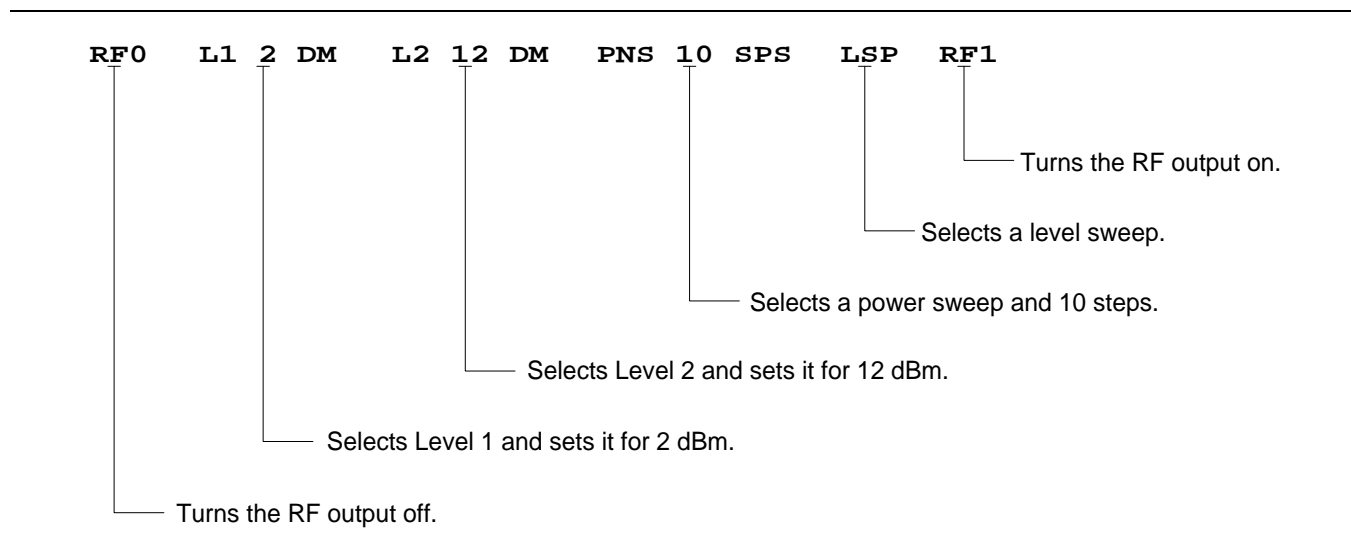 RF0 L1 2 DM L2 12 DM PNS 10 SPS LSP RF1
Turns the RF output on.
Selects a level sweep.
Selects a power sweep and 10 steps.
Selects Level 2 and sets it for 12 dBm.
Selects Level 1 and sets it for 2 dBm.
Turns the RF output off.